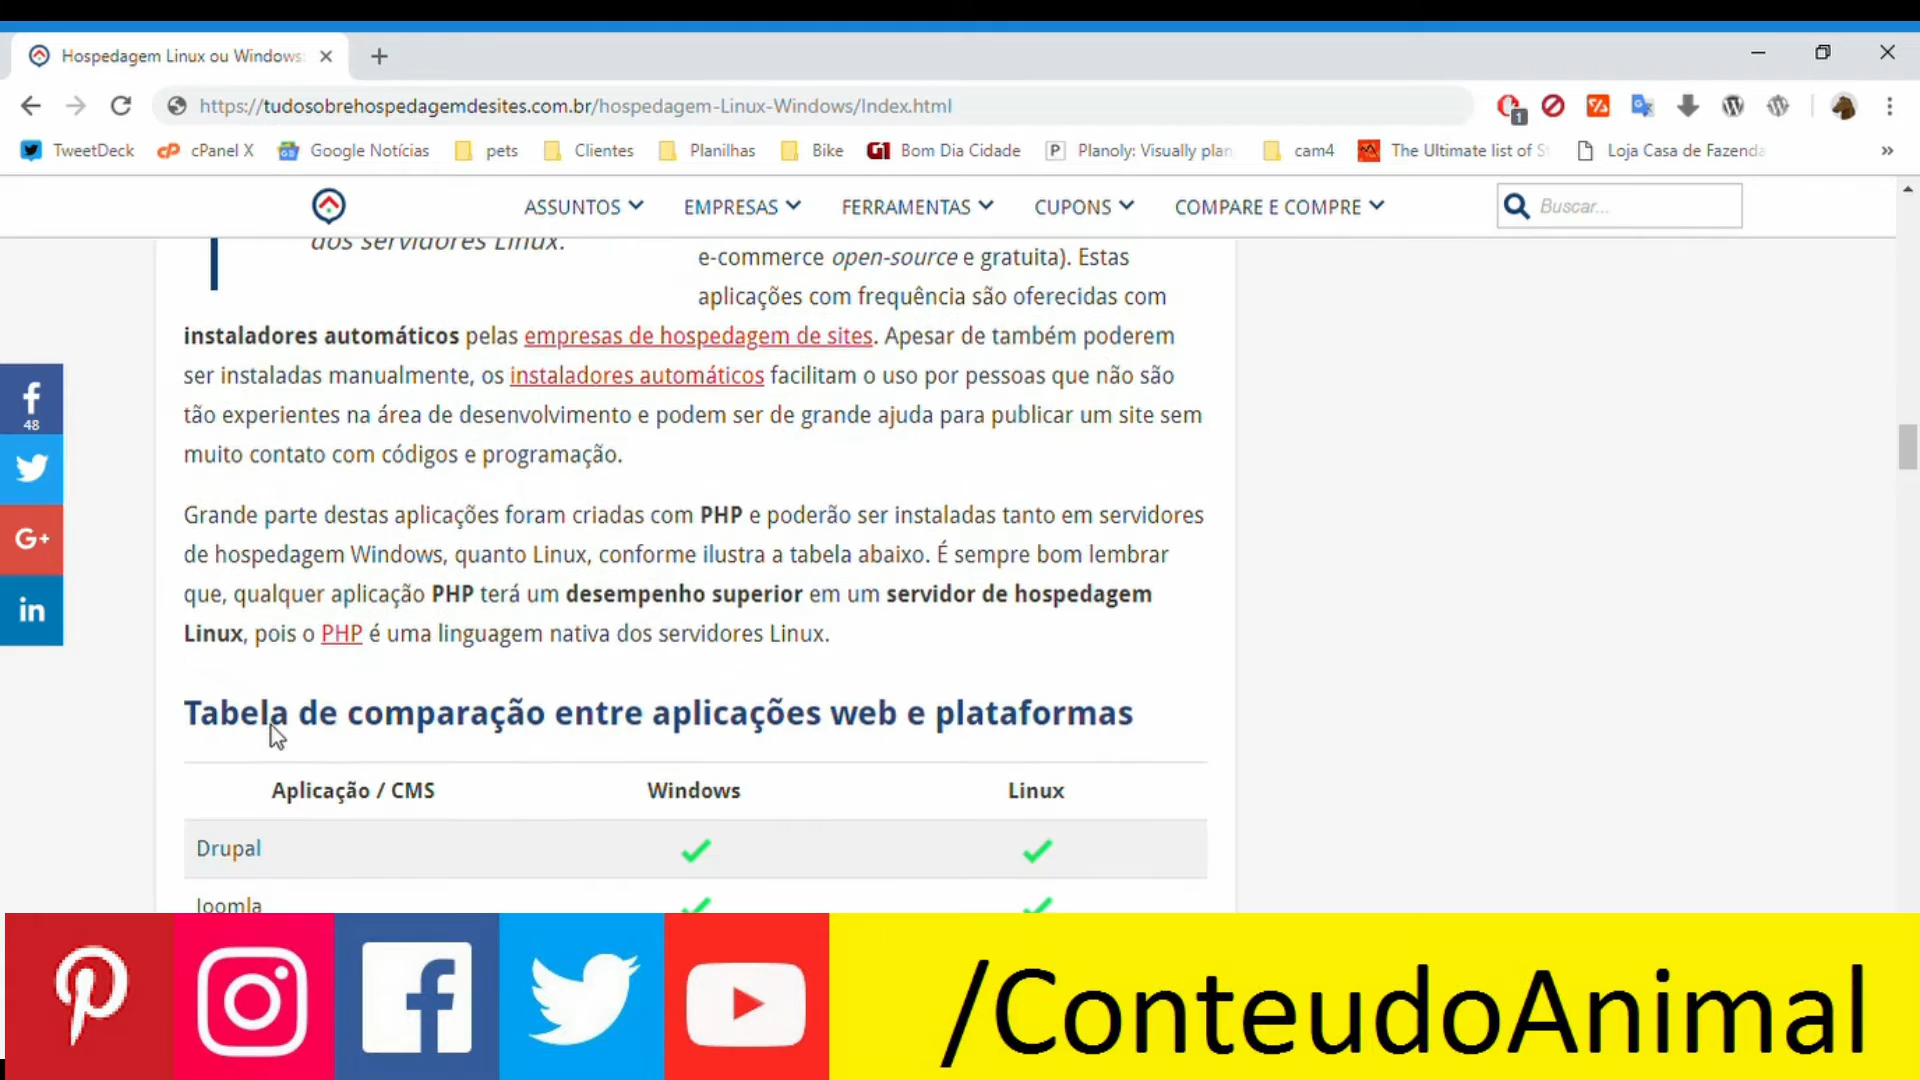 Hospedagem Linux ou Windows:
https://tudosobrehospedagemdesites.com.br/hospedagem-Linux-Windows/Index.html
1
TweetDeck
cPanel X
Google Notícias
pets
Clientes
Planilhas
Bike
Bom Dia Cidade
Planoly: Visually plan
cam4
The Ultimate list of S
Loja Casa de Fazenda
ASSUNTOS
EMPRESAS
FERRAMENTAS
CUPONS
COMPARE E COMPRE
Buscar...
dos servidores Linux.
e-commerce open-source e gratuita). Estas
aplicações com frequência são oferecidas com
instaladores automáticos pelas empresas de hospedagem de sites. Apesar de também poderem
ser instaladas manualmente, os instaladores automáticos facilitam o uso por pessoas que não são
tão experientes na área de desenvolvimento e podem ser de grande ajuda para publicar um site sem
muito contato com códigos e programação.
48
G+
in
Grande parte destas aplicações foram criadas com PHP e poderão ser instaladas tanto em servidores
de hospedagem Windows, quanto Linux, conforme ilustra a tabela abaixo. É sempre bom lembrar
que, qualquer aplicação PHP terá um desempenho superior em um servidor de hospedagem
Linux, pois o PHP é uma linguagem nativa dos servidores Linux.
Tabela de comparação entre aplicações web e plataformas
Aplicação / CMS Windows Linux
Drupal
Joomla
/ConteudoAnimal